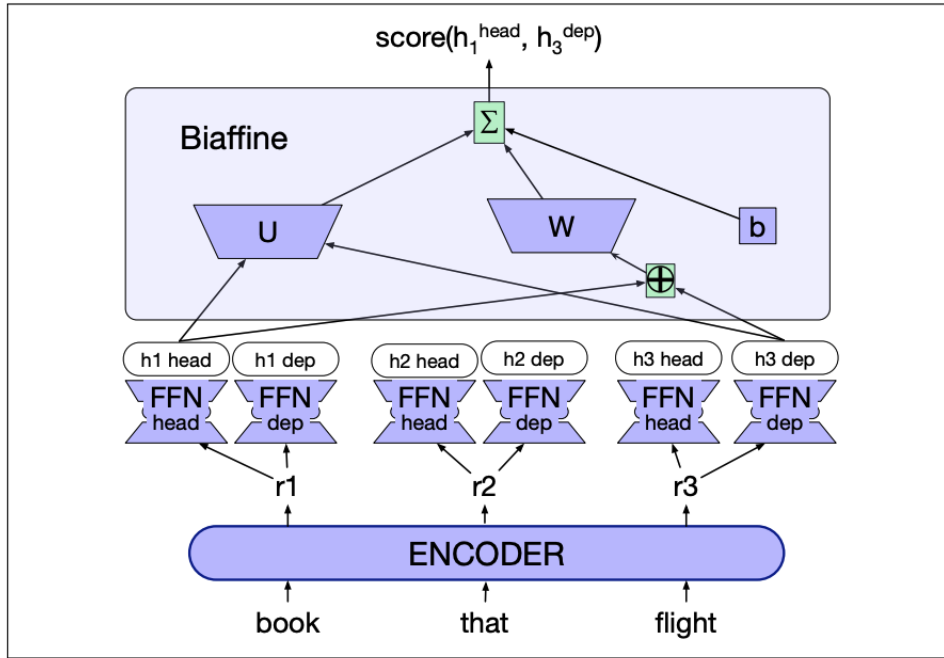 score(h₁ʰᵉᵃᵈ, h₃ᵈᵉᵖ)
Σ
Biaffine
U W b
⊕
h1 head h1 dep h2 head h2 dep h3 head h3 dep
FFN FFN FFN FFN FFN FFN
head dep head dep head dep
r1 r2 r3
ENCODER
book that flight